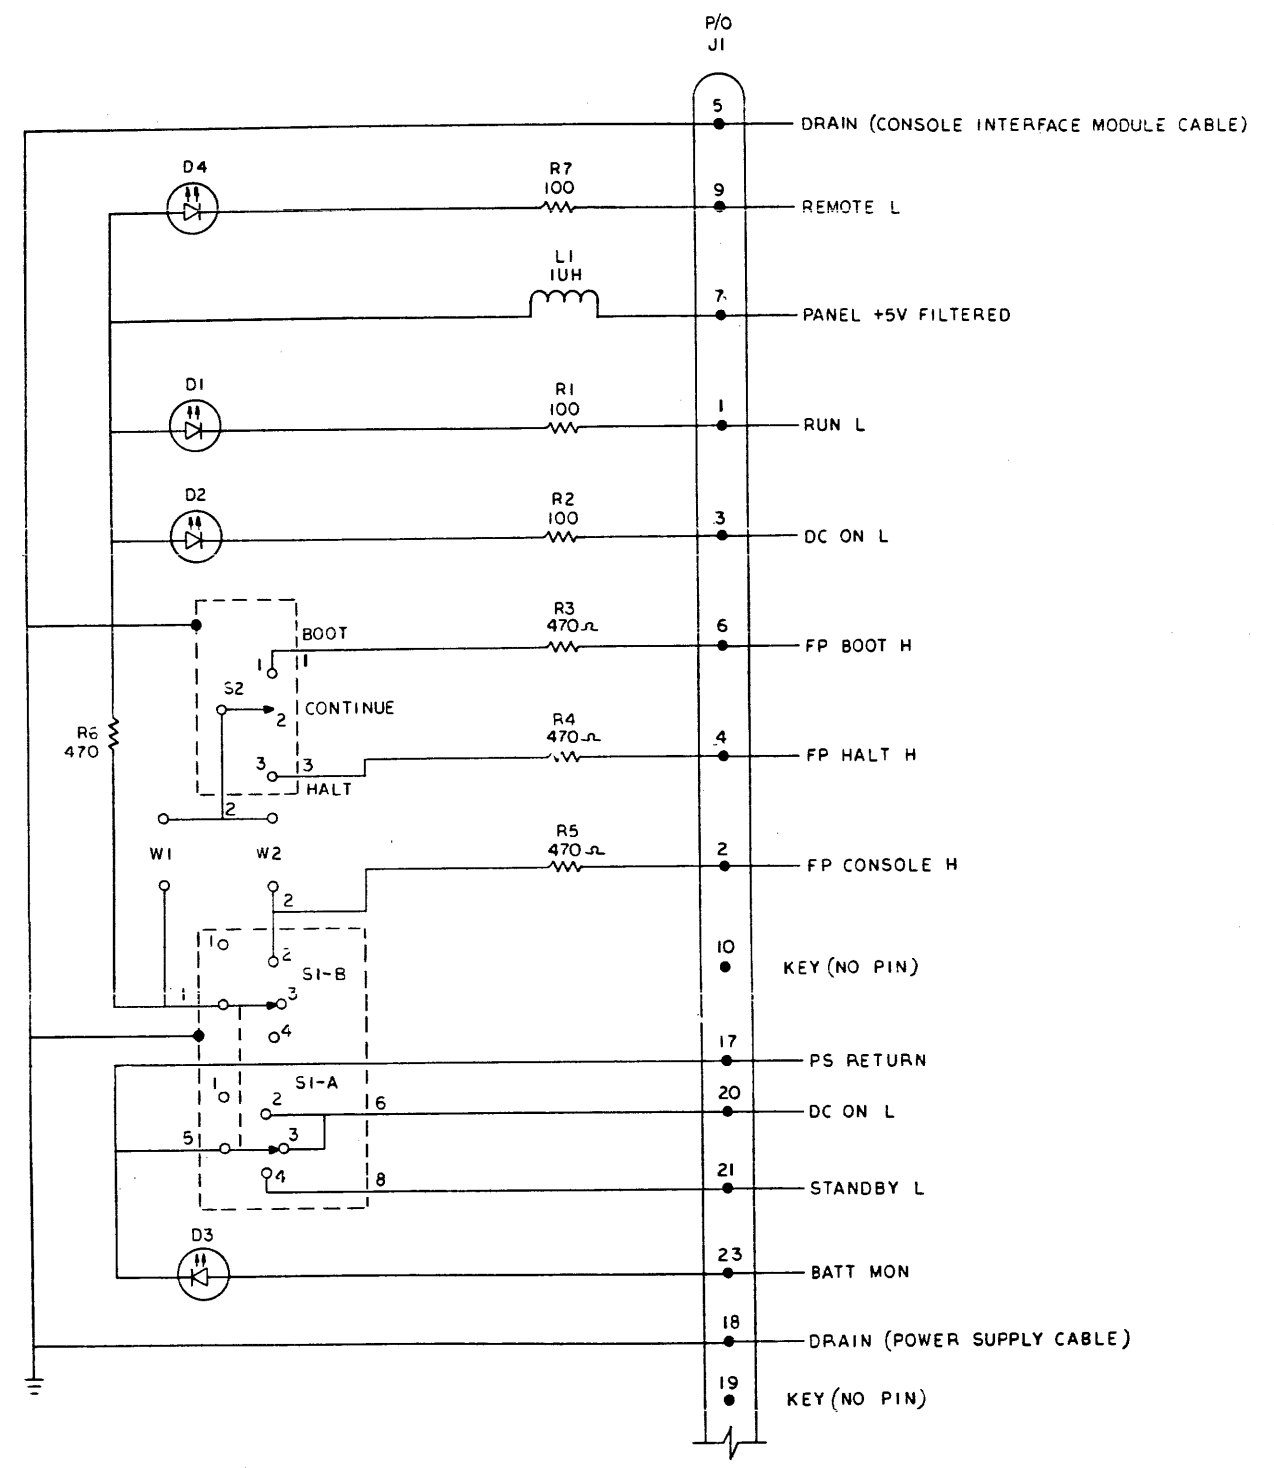 P/O
J1
5
DRAIN (CONSOLE INTERFACE MODULE CABLE)
D4
R7
100
9
REMOTE L
L1
1UH
7
PANEL +5V FILTERED
D1
R1
100
1
RUN L
D2
R2
100
3
DC ON L
R3
470Ω
6
FP BOOT H
BOOT
1
1
S2
2
CONTINUE
R6
470
R4
470Ω
4
FP HALT H
3
3
HALT
2
W1
W2
R5
470Ω
2
FP CONSOLE H
2
1
2
S1-B
10
KEY (NO PIN)
1
3
4
17
PS RETURN
1
S1-A
2
6
20
DC ON L
5
3
4
8
21
STANDBY L
D3
23
BATT MON
18
DRAIN (POWER SUPPLY CABLE)
19
KEY (NO PIN)